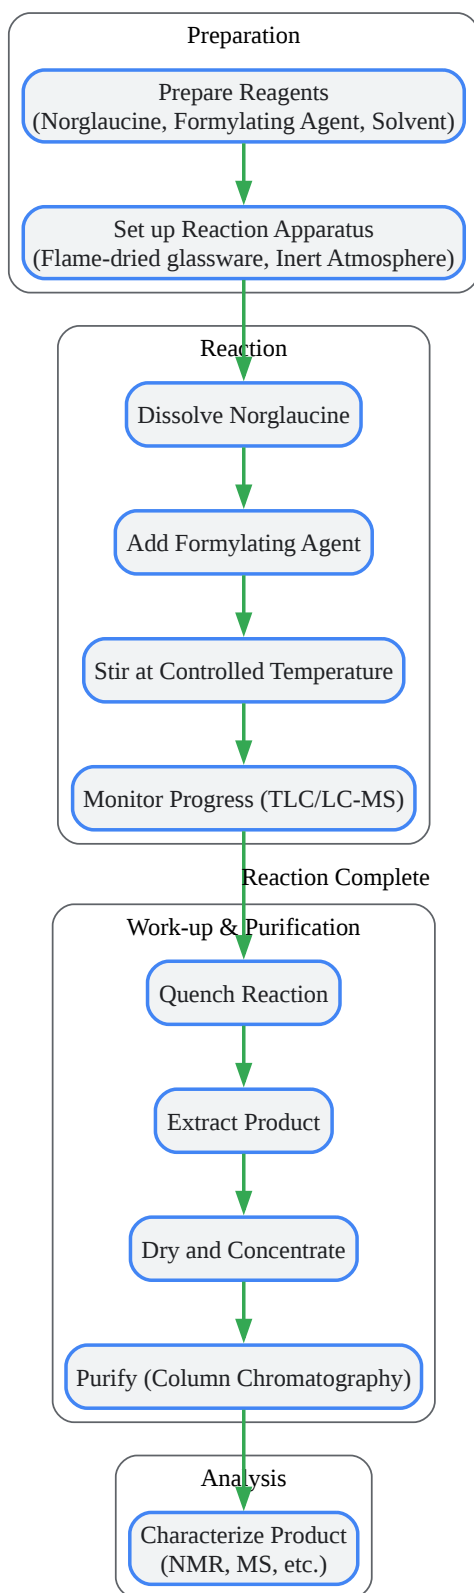 Preparation
Prepare Reagents
(Norglaucine, Formylating Agent, Solvent)
Set up Reaction Apparatus
(Flame-dried glassware, Inert Atmosphere)
Reaction
Dissolve Norglaucine
Add Formylating Agent
Stir at Controlled Temperature
Monitor Progress (TLC/LC-MS)
Reaction Complete
Work-up & Purification
Quench Reaction
Extract Product
Dry and Concentrate
Purify (Column Chromatography)
Analysis
Characterize Product
(NMR, MS, etc.)